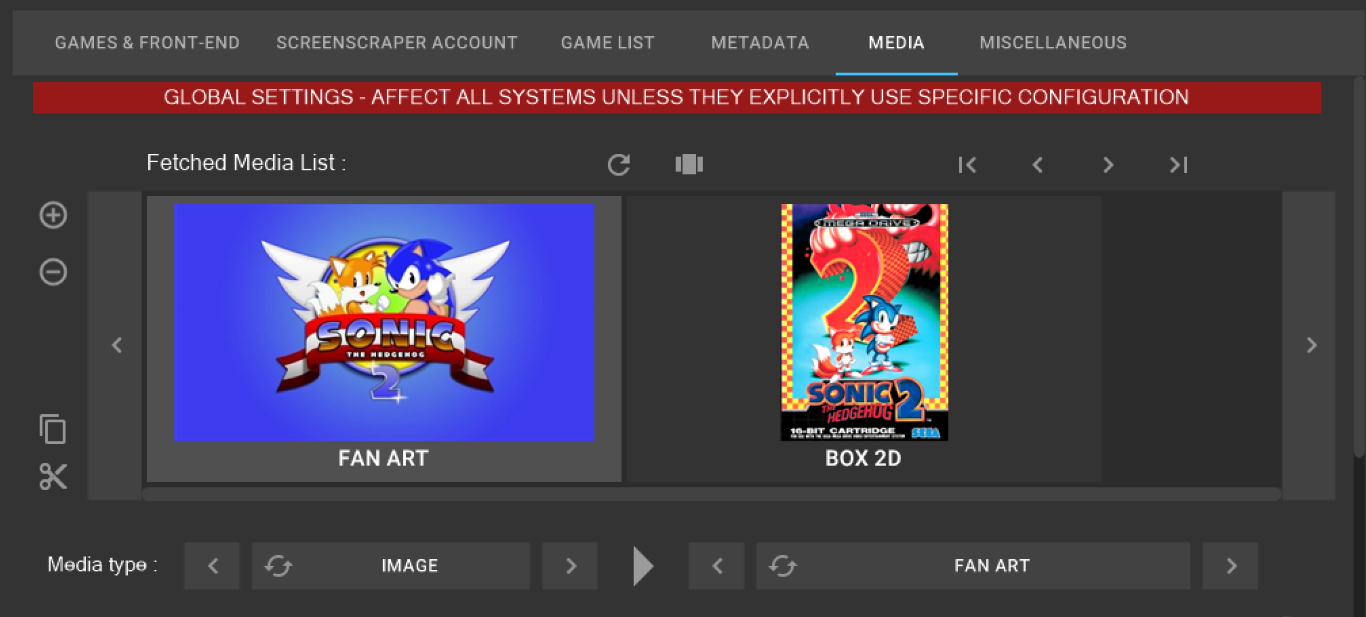 GAMES & FRONT-END SCREENSCRAPER ACCOUNT GAME LIST METADATA MEDIA MISCELLANEOUS
GLOBAL SETTINGS - AFFECT ALL SYSTEMS UNLESS THEY EXPLICITLY USE SPECIFIC CONFIGURATION
Fetched Media List :
SONIC
THE HEDGEHOG
2
FAN ART
MEGA DRIVE
2
SONIC
THE
HEDGEHOG
2
16-BIT CARTRIDGE
SEGA
BOX 2D
Media type : IMAGE FAN ART